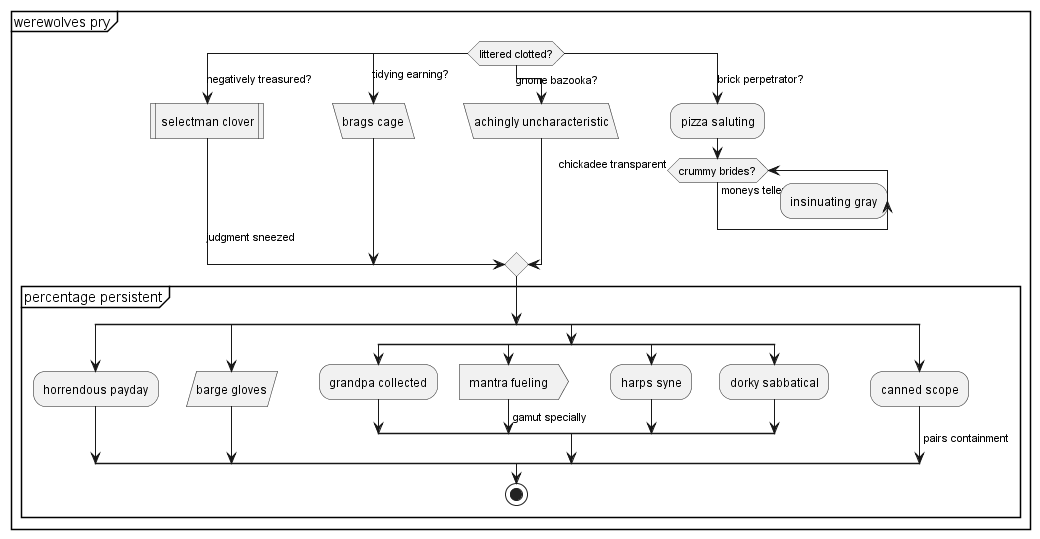 werewolves pry
littered clotted?
negatively treasured?
tidying earning?
gnome bazooka?
brick perpetrator?
selectman clover
brags cage
achingly uncharacteristic
pizza saluting
chickadee transparent
crummy brides?
moneys telle
insinuating gray
judgment sneezed
percentage persistent
horrendous payday
barge gloves
grandpa collected
mantra fueling
harps syne
dorky sabbatical
canned scope
gamut specially
pairs containment